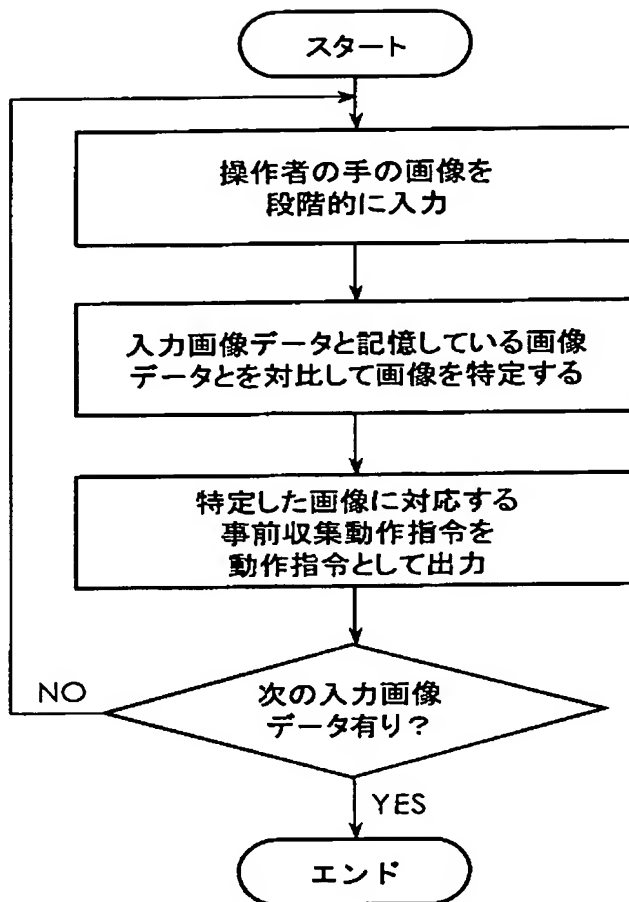 スタート
操作者の手の画像を
段階的に入力
入力画像データと記憶している画像
データとを対比して画像を特定する
特定した画像に対応する
事前収集動作指令を
動作指令として出力
次の入力画像
データ有り?
NO
YES
エンド